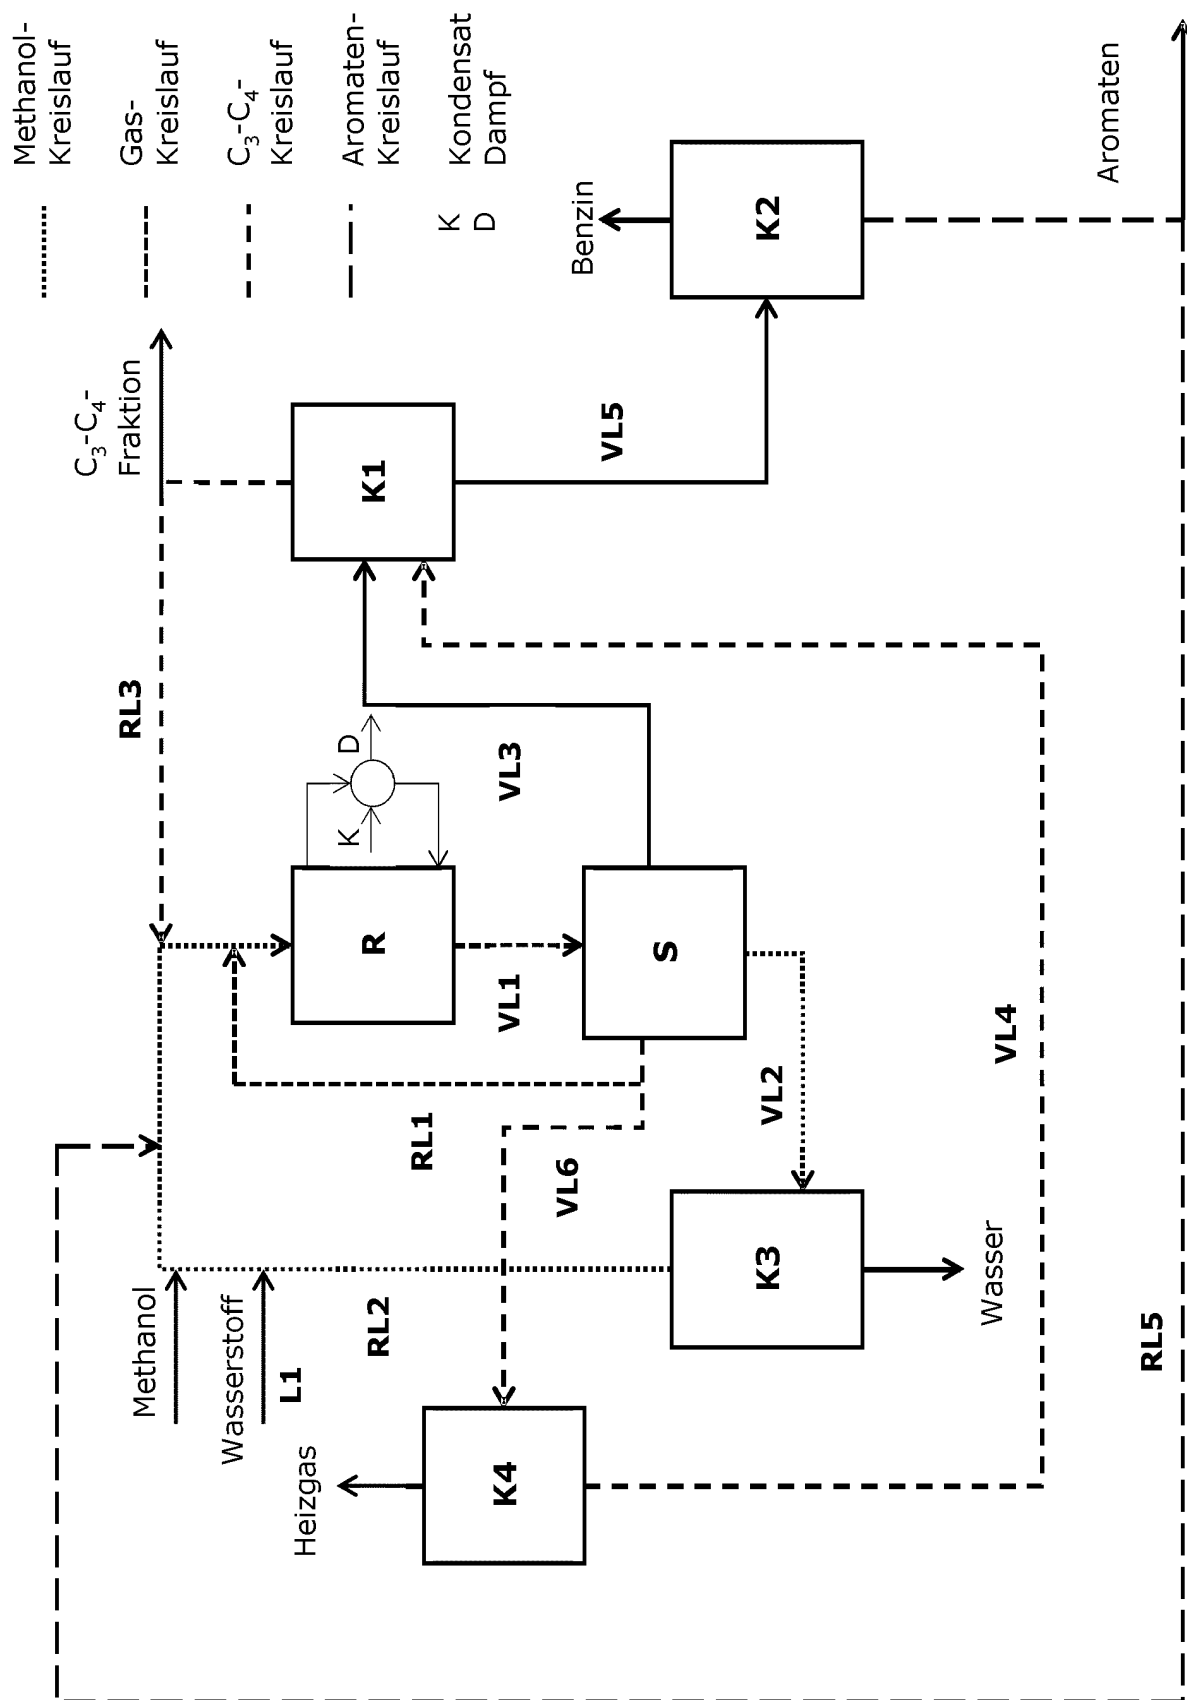 Methanol-
Kreislauf
Gas-
Kreislauf
C₃-C₄-
Kreislauf
Aromaten-
Kreislauf
K Kondensat
D Dampf
C₃-C₄-
Fraktion
RL3
Methanol
Wasserstoff
L1
Heizgas
RL2
RL1
R
K
D
K1
VL1
VL3
VL5
VL6
K4
S
VL2
K3
Wasser
Benzin
K2
VL4
Aromaten
RL5